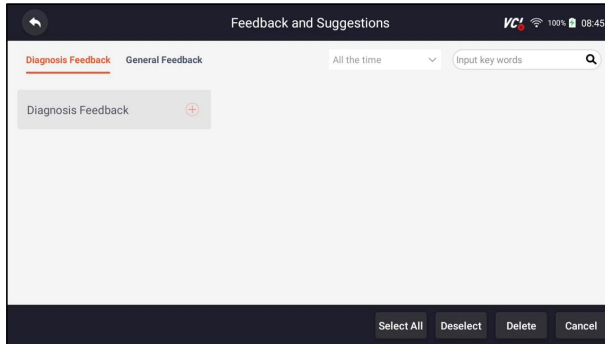 Feedback and Suggestions
VCI 100% 08:45
Diagnosis Feedback General Feedback All the time Input key words
Diagnosis Feedback
Select All Deselect Delete Cancel